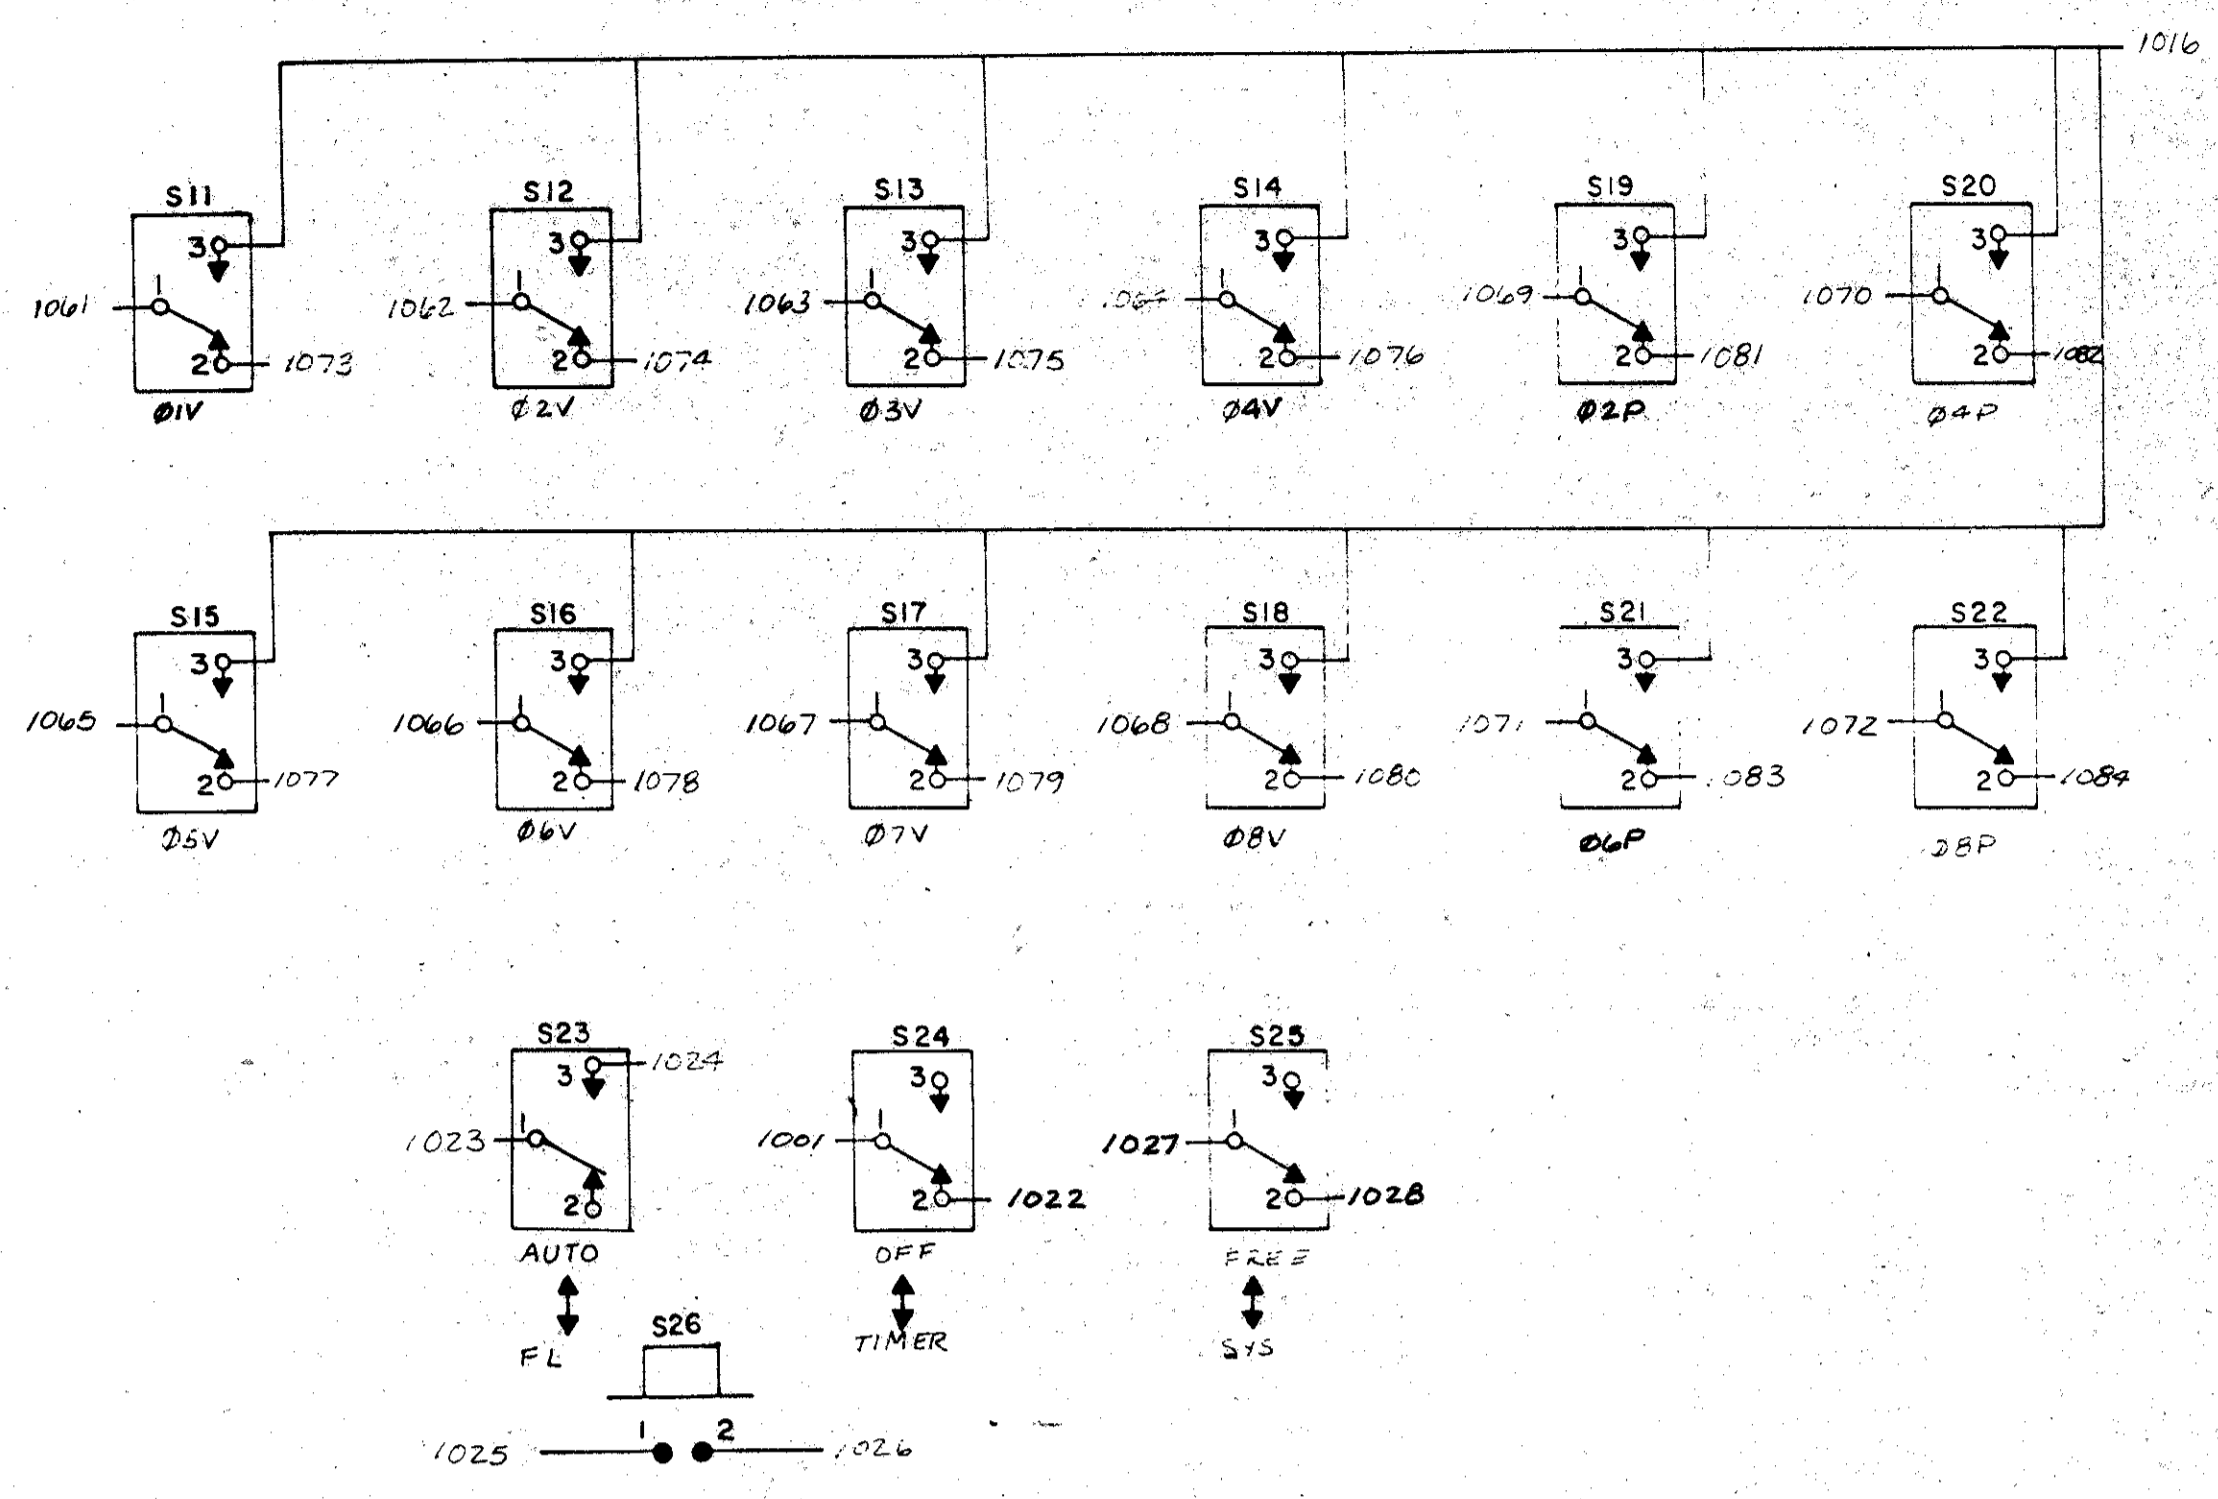 1016
S11 S12 S13 S14 S19 S20
3 3 3 3 3 3
1 1 1 1 1 1
1061 1062 1063 1064 1069 1070
2 1073 2 1074 2 1075 2 1076 2 1081 2 1082
Ø1V Ø2V Ø3V Ø4V Ø2P Ø4P
S15 S16 S17 S18 S21 S22
3 3 3 3 3 3
1 1 1 1 1 1
1065 1066 1067 1068 1071 1072
2 1077 2 1078 2 1079 2 1080 2 1083 2 1084
Ø5V Ø6V Ø7V Ø8V Ø6P Ø8P
S23 S24 S25
3 1024 3 3
1 1 1
1023 1001 1027
2 2 1022 2 1028
AUTO OFF FREE
FL TIMER SYS
S26
1 2
1025 1026